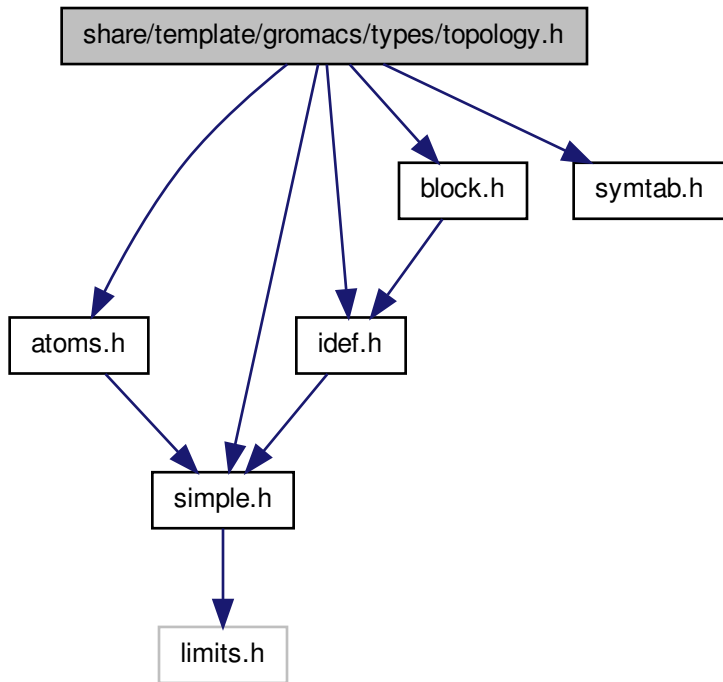 share/template/gromacs/types/topology.h
block.h
symtab.h
atoms.h
idef.h
simple.h
limits.h